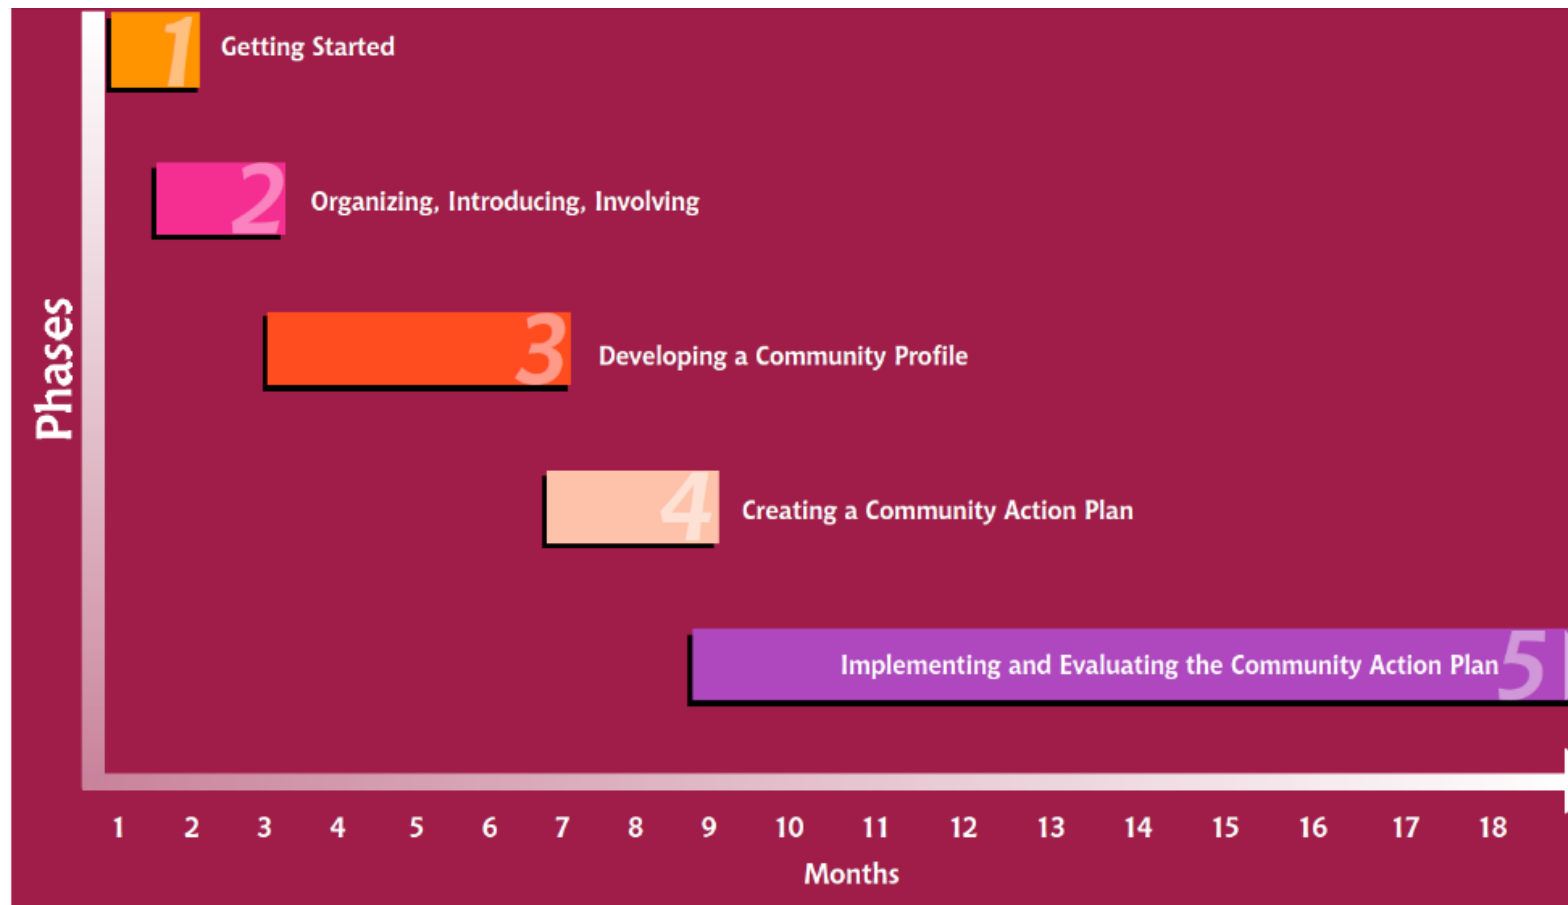 1 Getting Started
2 Organizing, Introducing, Involving
Phases
3 Developing a Community Profile
4 Creating a Community Action Plan
Implementing and Evaluating the Community Action Plan 5
1 2 3 4 5 6 7 8 9 10 11 12 13 14 15 16 17 18
Months